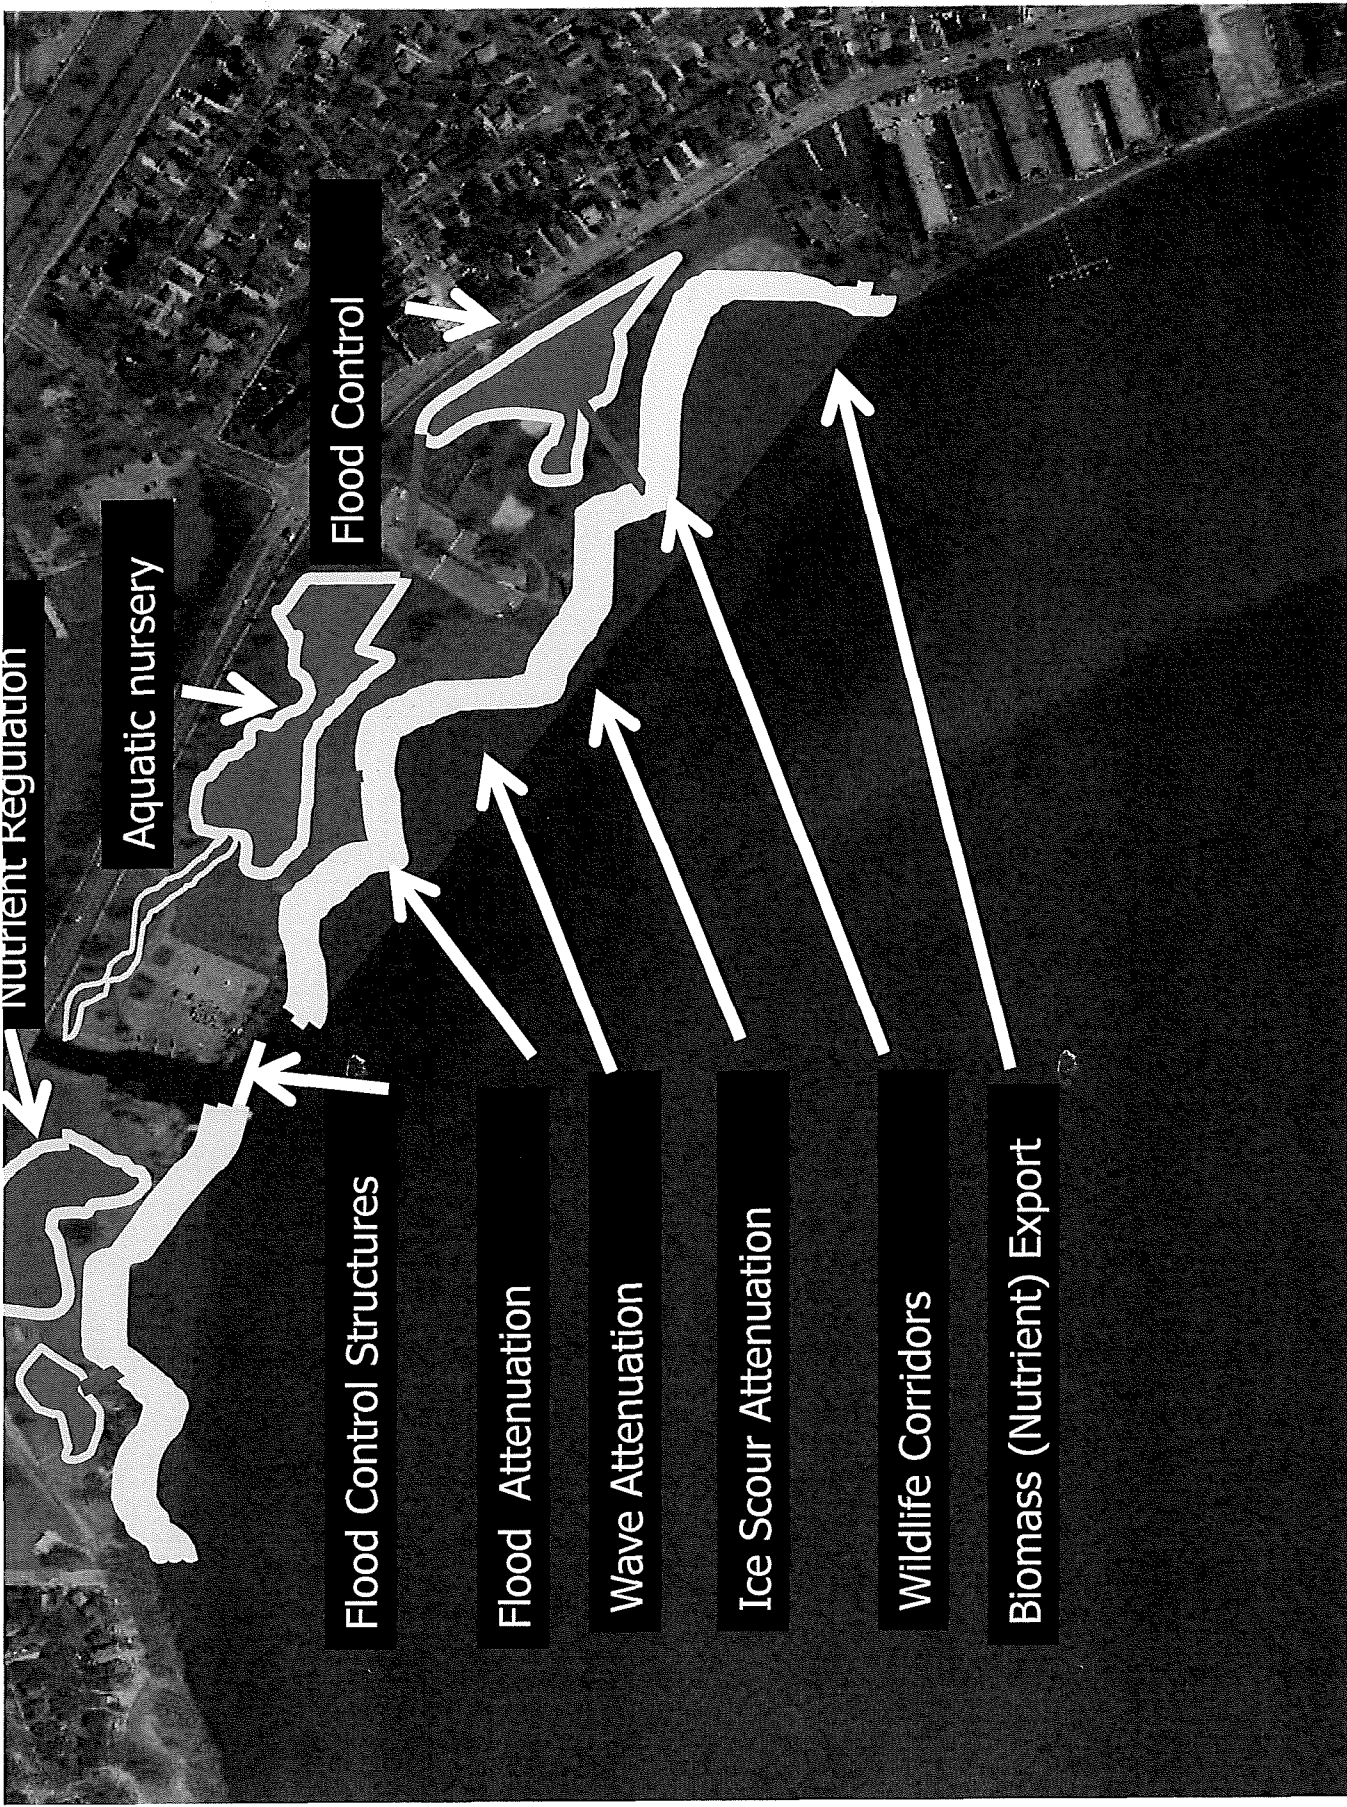 Nutrient Regulation
Aquatic nursery
Flood Control
Flood Control Structures
Flood Attenuation
Wave Attenuation
Ice Scour Attenuation
Wildlife Corridors
Biomass (Nutrient) Export